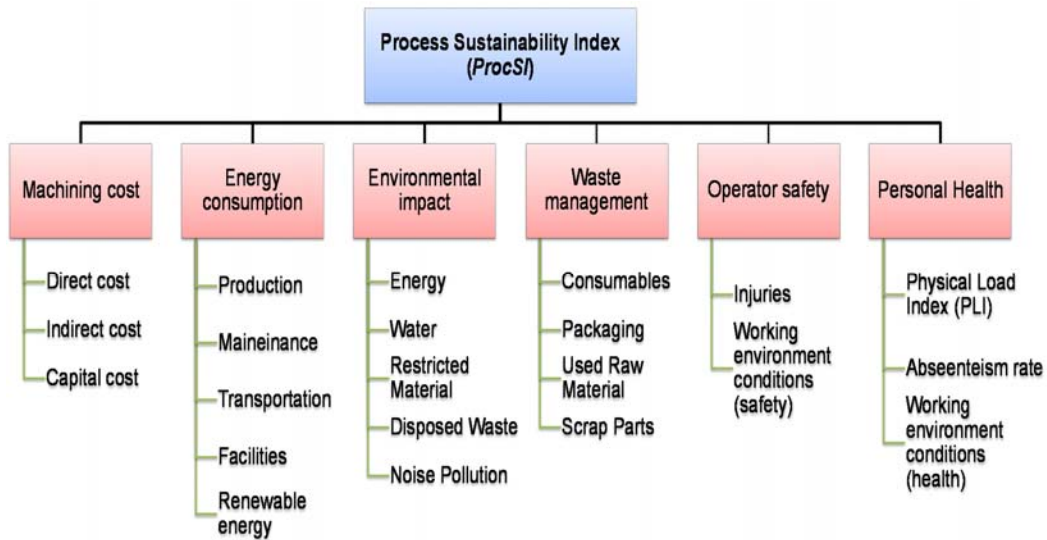 Process Sustainability Index
(ProcSI)
Machining cost
Direct cost
Indirect cost
Capital cost
Energy
consumption
Production
Maineinance
Transportation
Facilities
Renewable
energy
Environmental
impact
Energy
Water
Restricted
Material
Disposed Waste
Noise Pollution
Waste
management
Consumables
Packaging
Used Raw
Material
Scrap Parts
Operator safety
Injuries
Working
environment
conditions
(safety)
Personal Health
Physical Load
Index (PLI)
Abseenteism rate
Working
environment
conditions
(health)